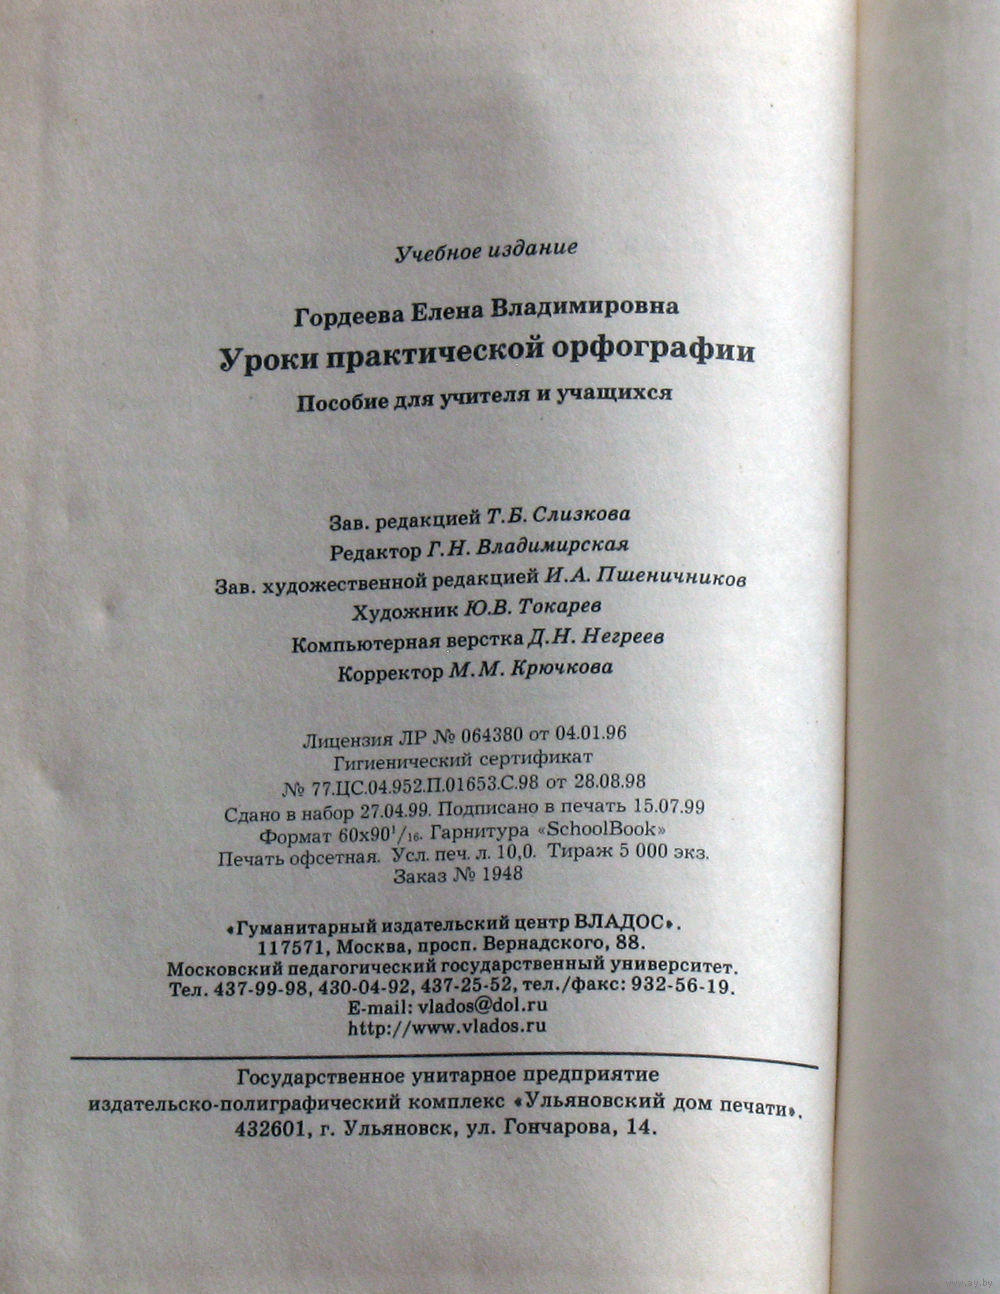 Учебное издание
Гордеева Елена Владимировна
Уроки практической орфографии
Пособие для учителя и учащихся
Зав. редакцией Т.Б. Слизкова
Редактор Г.Н. Владимирская
Зав. художественной редакцией И.А. Пшеничников
Художник Ю.В. Токарев
Компьютерная верстка Д.Н. Негреев
Корректор М.М. Крючкова
Лицензия ЛР № 064380 от 04.01.96
Гигиенический сертификат
№ 77.ЦС.04.952.П.01653.С.98 от 28.08.98
Сдано в набор 27.04.99. Подписано в печать 15.07.99
Формат 60х90¹/₁₆. Гарнитура «SchoolBook»
Печать офсетная. Усл. печ. л. 10,0. Тираж 5 000 экз.
Заказ № 1948
«Гуманитарный издательский центр ВЛАДОС».
117571, Москва, просп. Вернадского, 88.
Московский педагогический государственный университет.
Тел. 437-99-98, 430-04-92, 437-25-52, тел./факс: 932-56-19.
E-mail: vlados@dol.ru
http://www.vlados.ru
Государственное унитарное предприятие
издательско-полиграфический комплекс «Ульяновский дом печати».
432601, г. Ульяновск, ул. Гончарова, 14.
www.ay.by